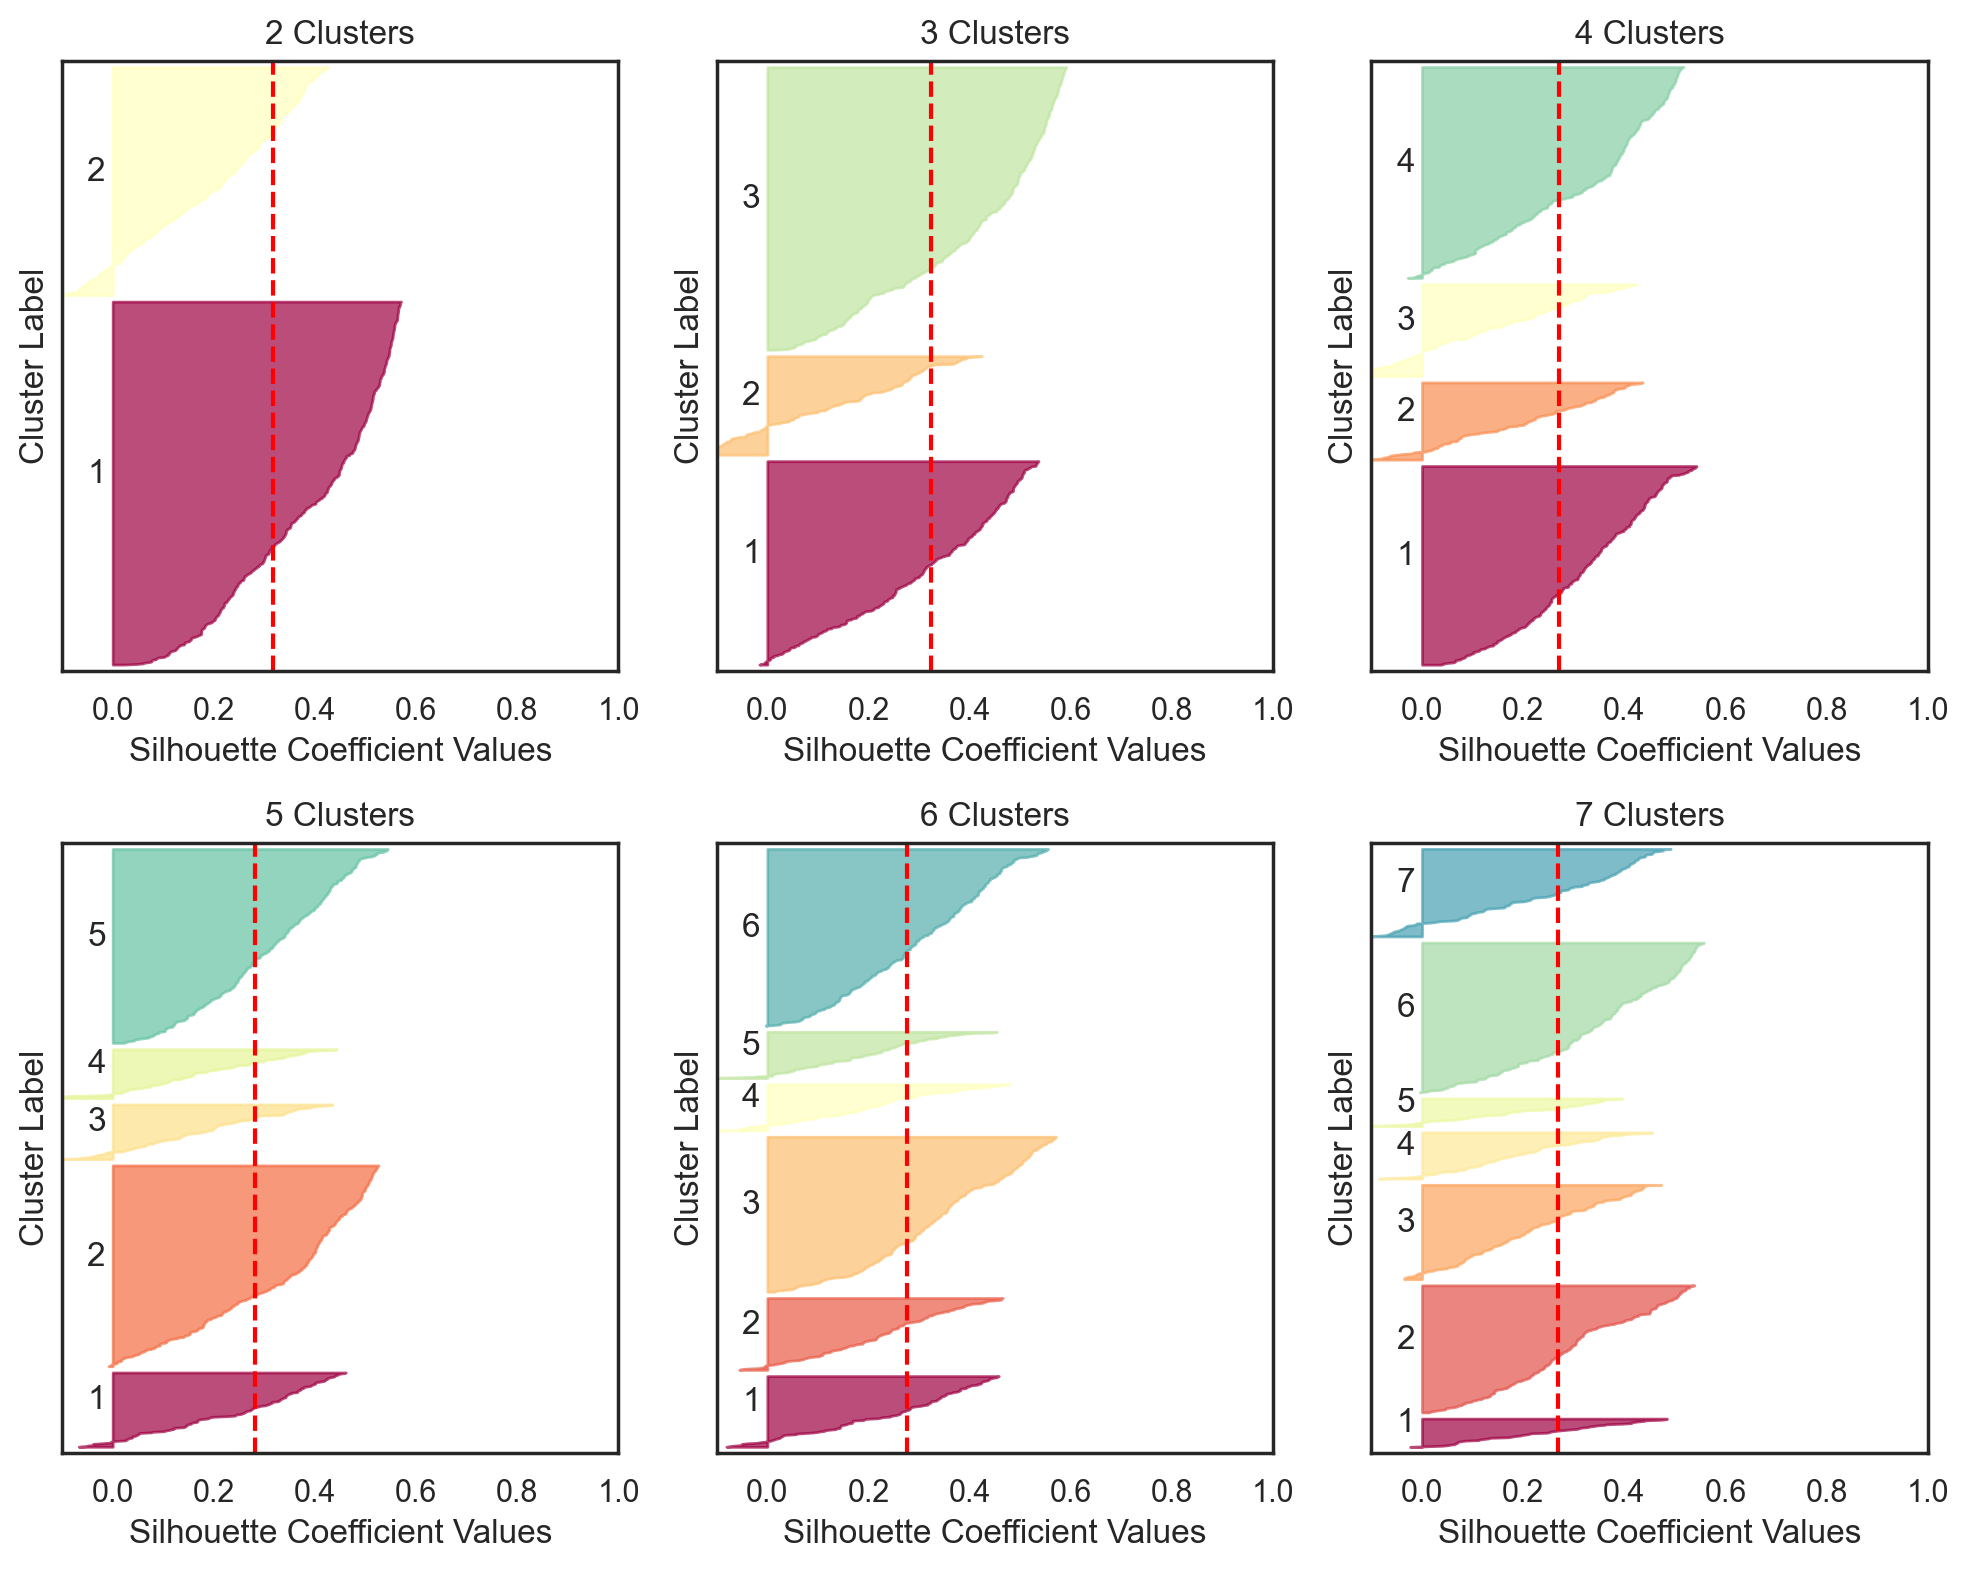 2 Clusters
2
1
Cluster Label
0.0 0.2 0.4 0.6 0.8 1.0
Silhouette Coefficient Values
3 Clusters
3
2
1
Cluster Label
0.0 0.2 0.4 0.6 0.8 1.0
Silhouette Coefficient Values
4 Clusters
4
3
2
1
Cluster Label
0.0 0.2 0.4 0.6 0.8 1.0
Silhouette Coefficient Values
5 Clusters
5
4
3
2
1
Cluster Label
0.0 0.2 0.4 0.6 0.8 1.0
Silhouette Coefficient Values
6 Clusters
6
5
4
3
2
1
Cluster Label
0.0 0.2 0.4 0.6 0.8 1.0
Silhouette Coefficient Values
7 Clusters
7
6
5
4
3
2
1
Cluster Label
0.0 0.2 0.4 0.6 0.8 1.0
Silhouette Coefficient Values